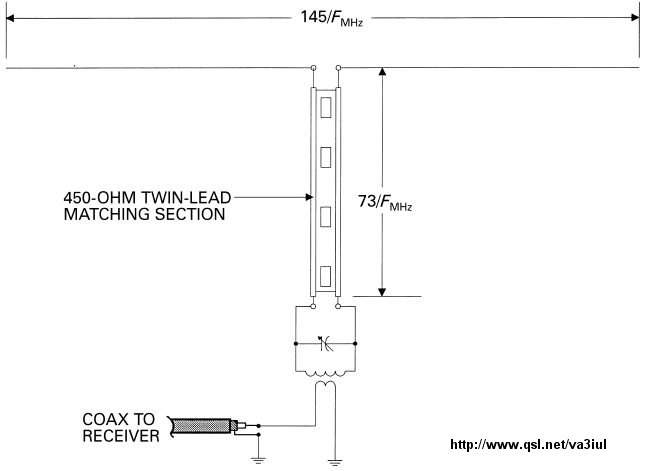 145/FMHz
450-OHM TWIN-LEAD
MATCHING SECTION
73/FMHz
COAX TO
RECEIVER
http://www.qsl.net/va3iul